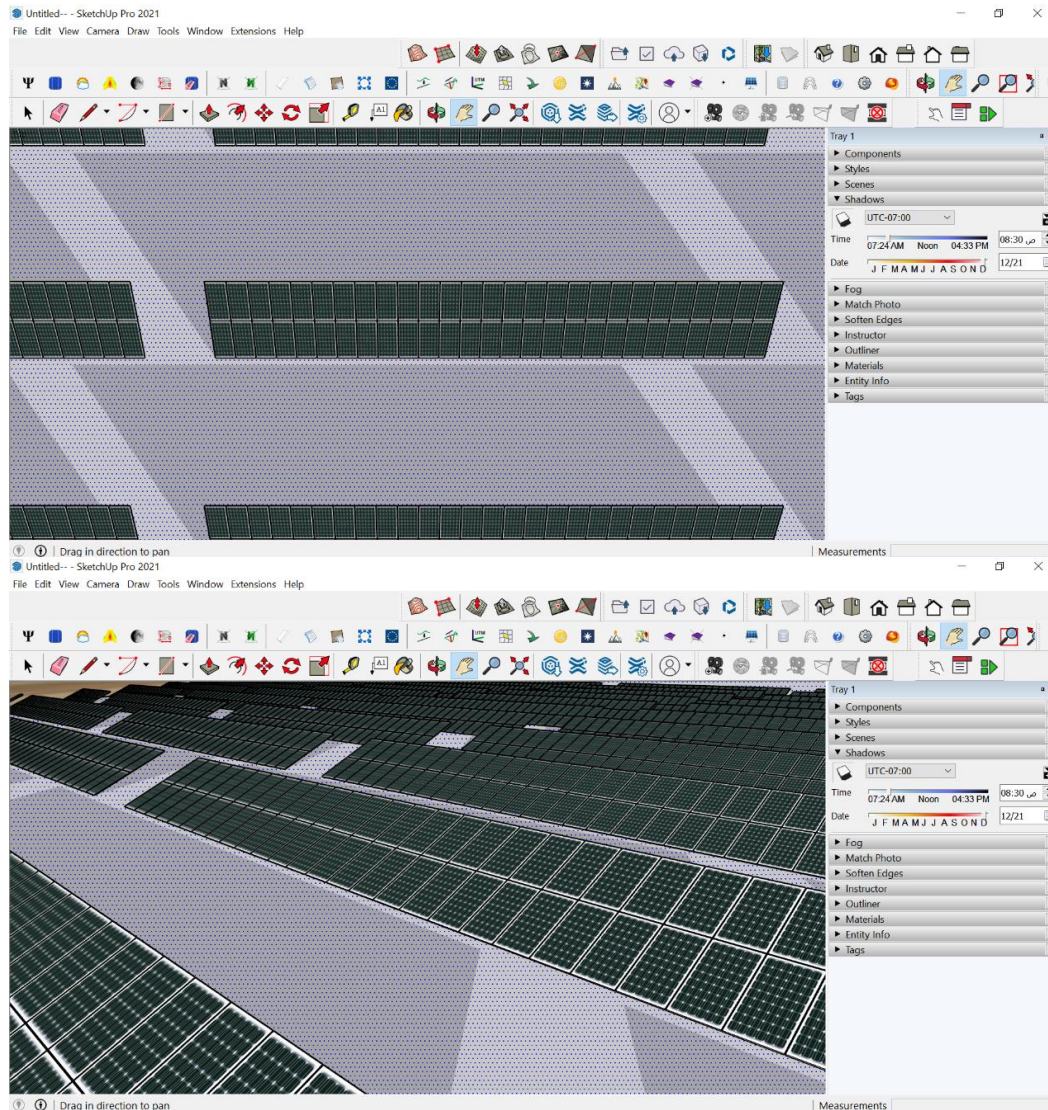 Untitled-- - SketchUp Pro 2021
File Edit View Camera Draw Tools Window Extensions Help
UTM
A1
Tray 1
Components
Styles
Scenes
Shadows
UTC-07:00
Time 07:24 AM Noon 04:33 PM 08:30 ص
Date J F M A M J J A S O N D 12/21
Fog
Match Photo
Soften Edges
Instructor
Outliner
Materials
Entity Info
Tags
Drag in direction to pan
Measurements
Untitled-- - SketchUp Pro 2021
File Edit View Camera Draw Tools Window Extensions Help
UTM
A1
Tray 1
Components
Styles
Scenes
Shadows
UTC-07:00
Time 07:24 AM Noon 04:33 PM 08:30 ص
Date J F M A M J J A S O N D 12/21
Fog
Match Photo
Soften Edges
Instructor
Outliner
Materials
Entity Info
Tags
Drag in direction to pan
Measurements